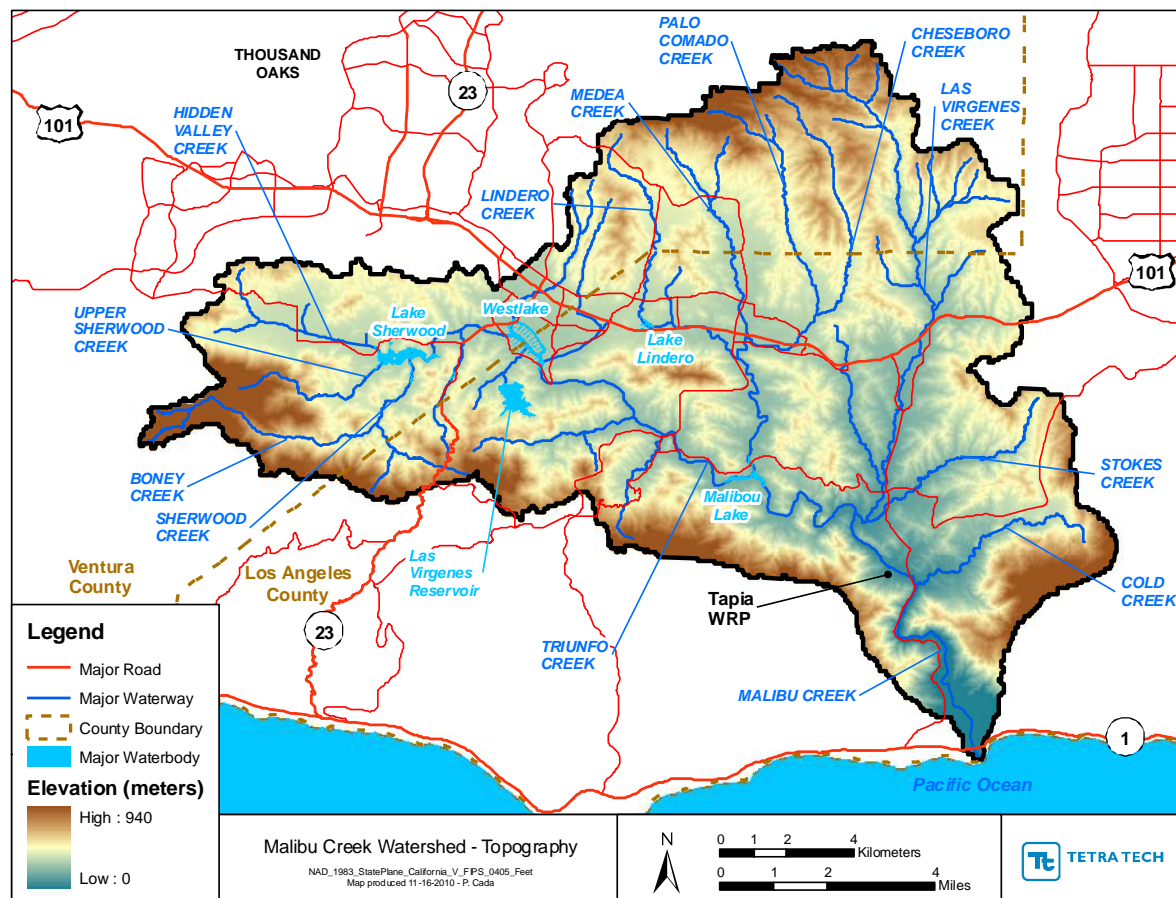 THOUSAND
OAKS
23
101
HIDDEN
VALLEY
CREEK
PALO
COMADO
CREEK
CHESEBORO
CREEK
MEDEA
CREEK
LAS
VIRGENES
CREEK
LINDERO
CREEK
101
UPPER
SHERWOOD
CREEK
Lake
Sherwood
Westlake
Lake
Lindero
BONEY
CREEK
SHERWOOD
CREEK
Malibou
Lake
STOKES
CREEK
Ventura
County
Los Angeles
County
Las
Virgenes
Reservoir
Tapia
WRP
COLD
CREEK
23
TRIUNFO
CREEK
MALIBU CREEK
1
Pacific Ocean
Legend
Major Road
Major Waterway
County Boundary
Major Waterbody
Elevation (meters)
High : 940
Low : 0
Malibu Creek Watershed - Topography
NAD_1983_StatePlane_California_V_FIPS_0405_Feet
Map produced 11-16-2010 - P. Cada
N
0 1 2 4
Kilometers
0 1 2 4
Miles
Tt TETRA TECH